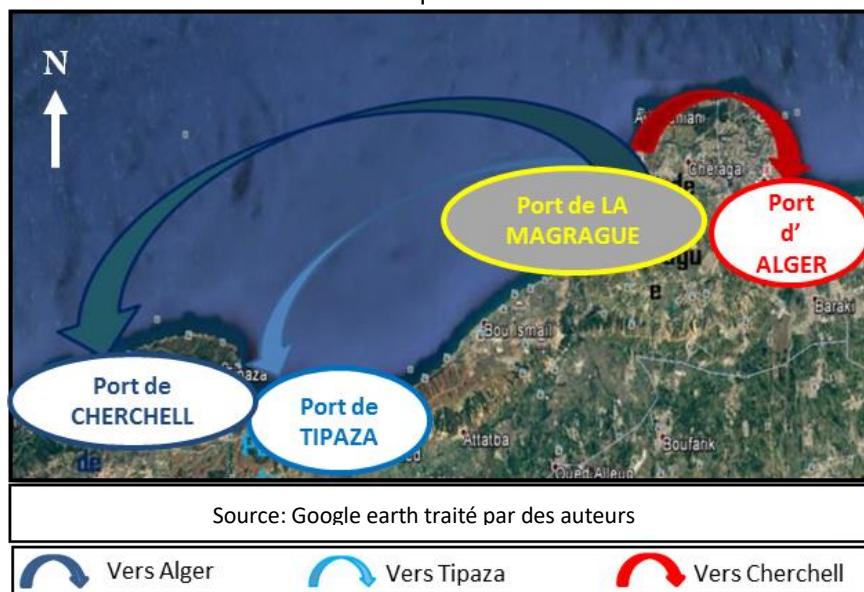 N
Cheraga
Port de LA
MAGRAGUE
Port
d’
ALGER
e
Baraki
Bou Ismail
Port de
CHERCHELL
Port de
TIPAZA
de
Attatba
Boufarik
Oued Alleug
Source: Google earth traité par des auteurs
Vers Alger
Vers Tipaza
Vers Cherchell